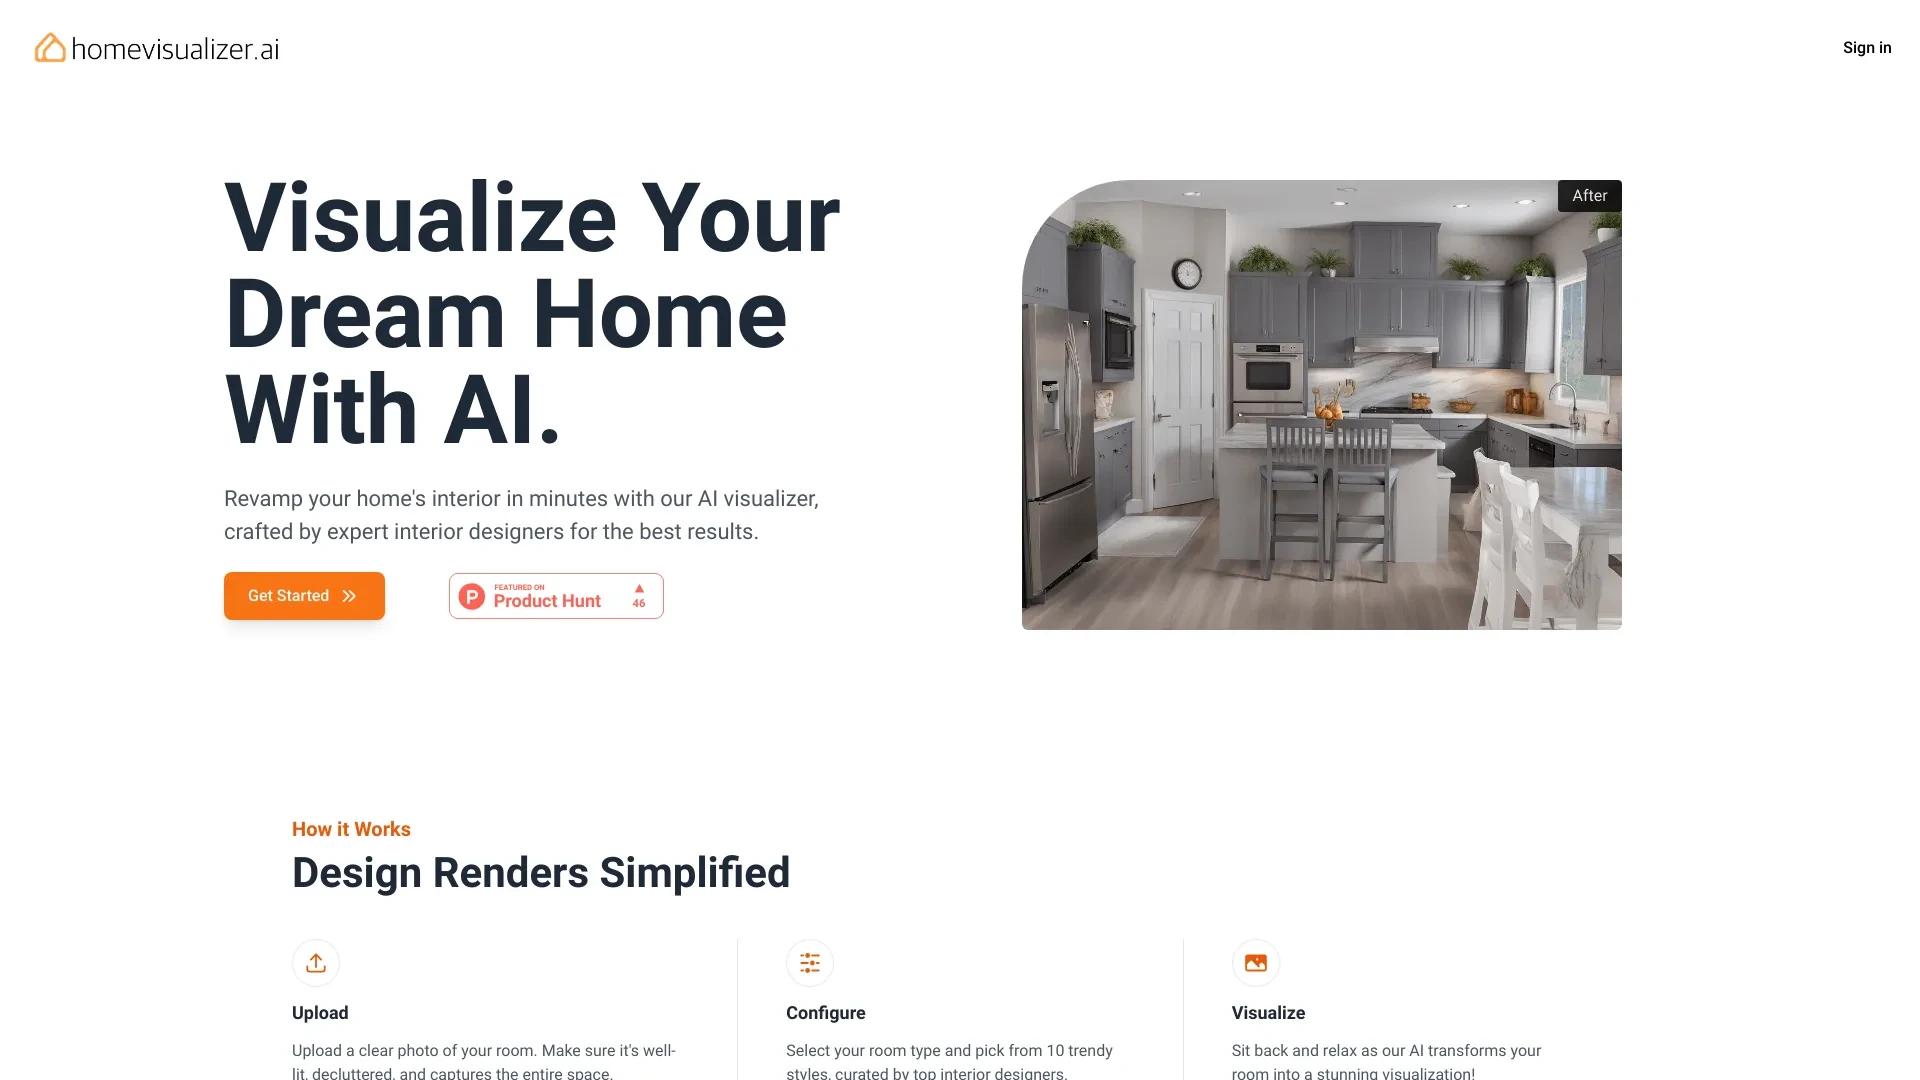 homevisualizer.ai
Sign in
Visualize Your
Dream Home
With AI.
Revamp your home's interior in minutes with our AI visualizer,
crafted by expert interior designers for the best results.
Get Started
FEATURED ON
Product Hunt
46
After
How it Works
Design Renders Simplified
Upload
Upload a clear photo of your room. Make sure it's well-
lit, decluttered, and captures the entire space.
Configure
Select your room type and pick from 10 trendy
styles, curated by top interior designers.
Visualize
Sit back and relax as our AI transforms your
room into a stunning visualization!